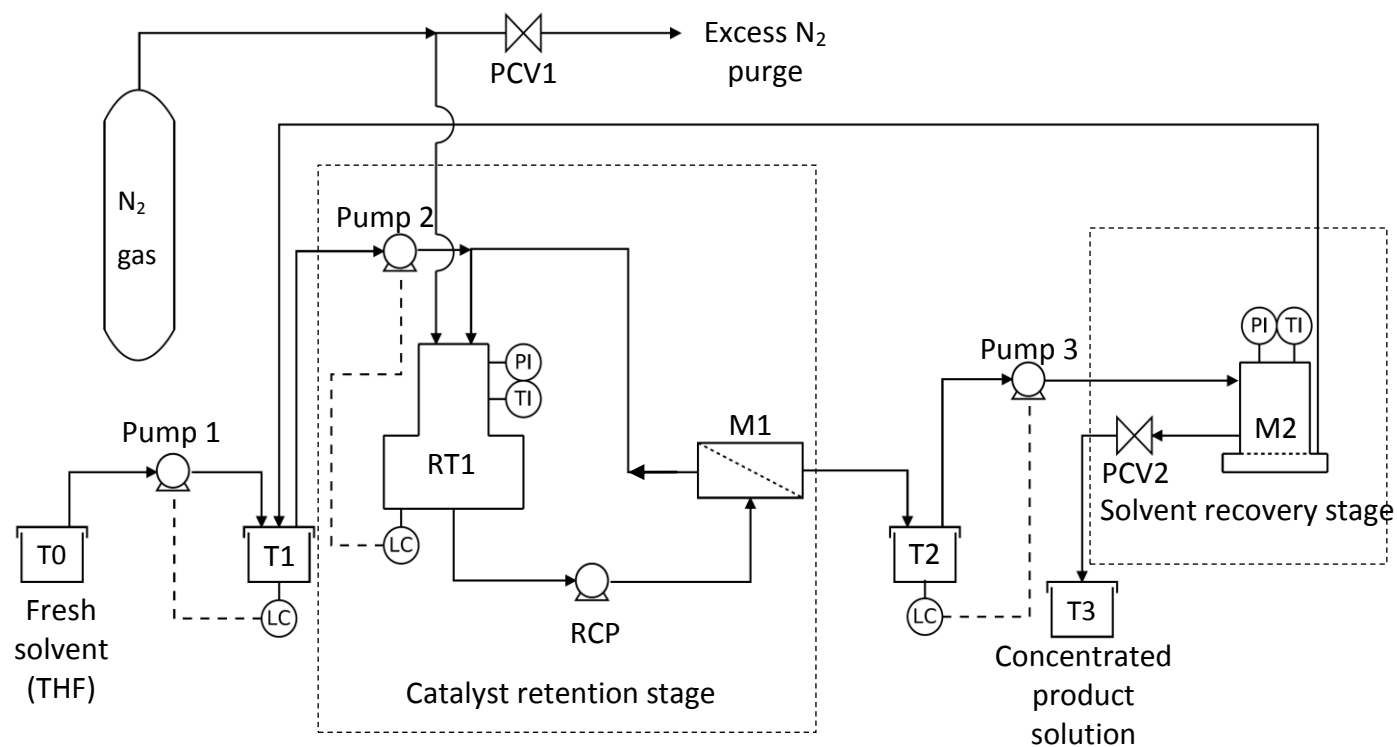 Excess N₂
purge
PCV1
N₂
gas
Pump 2
PI
TI
PI
TI
Pump 3
M1
M2
Pump 1
RT1
PCV2
Solvent recovery stage
T0
T1
LC
T2
LC
LC
T3
RCP
Fresh
solvent
(THF)
Catalyst retention stage
Concentrated
product
solution